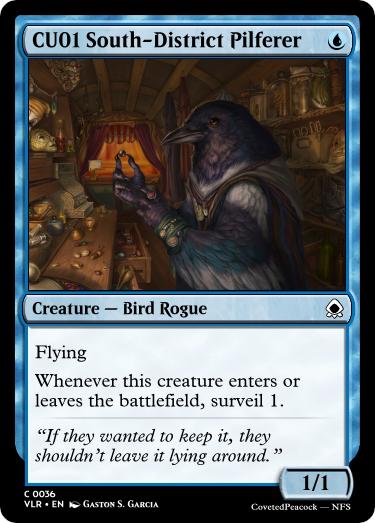 CU01 South-District Pilferer
Creature — Bird Rogue
Flying
Whenever this creature enters or
leaves the battlefield, surveil 1.
“If they wanted to keep it, they
shouldn’t leave it lying around.”
1/1
C 0036
VLR • EN Gaston S. Garcia
CovetedPeacock — NFS